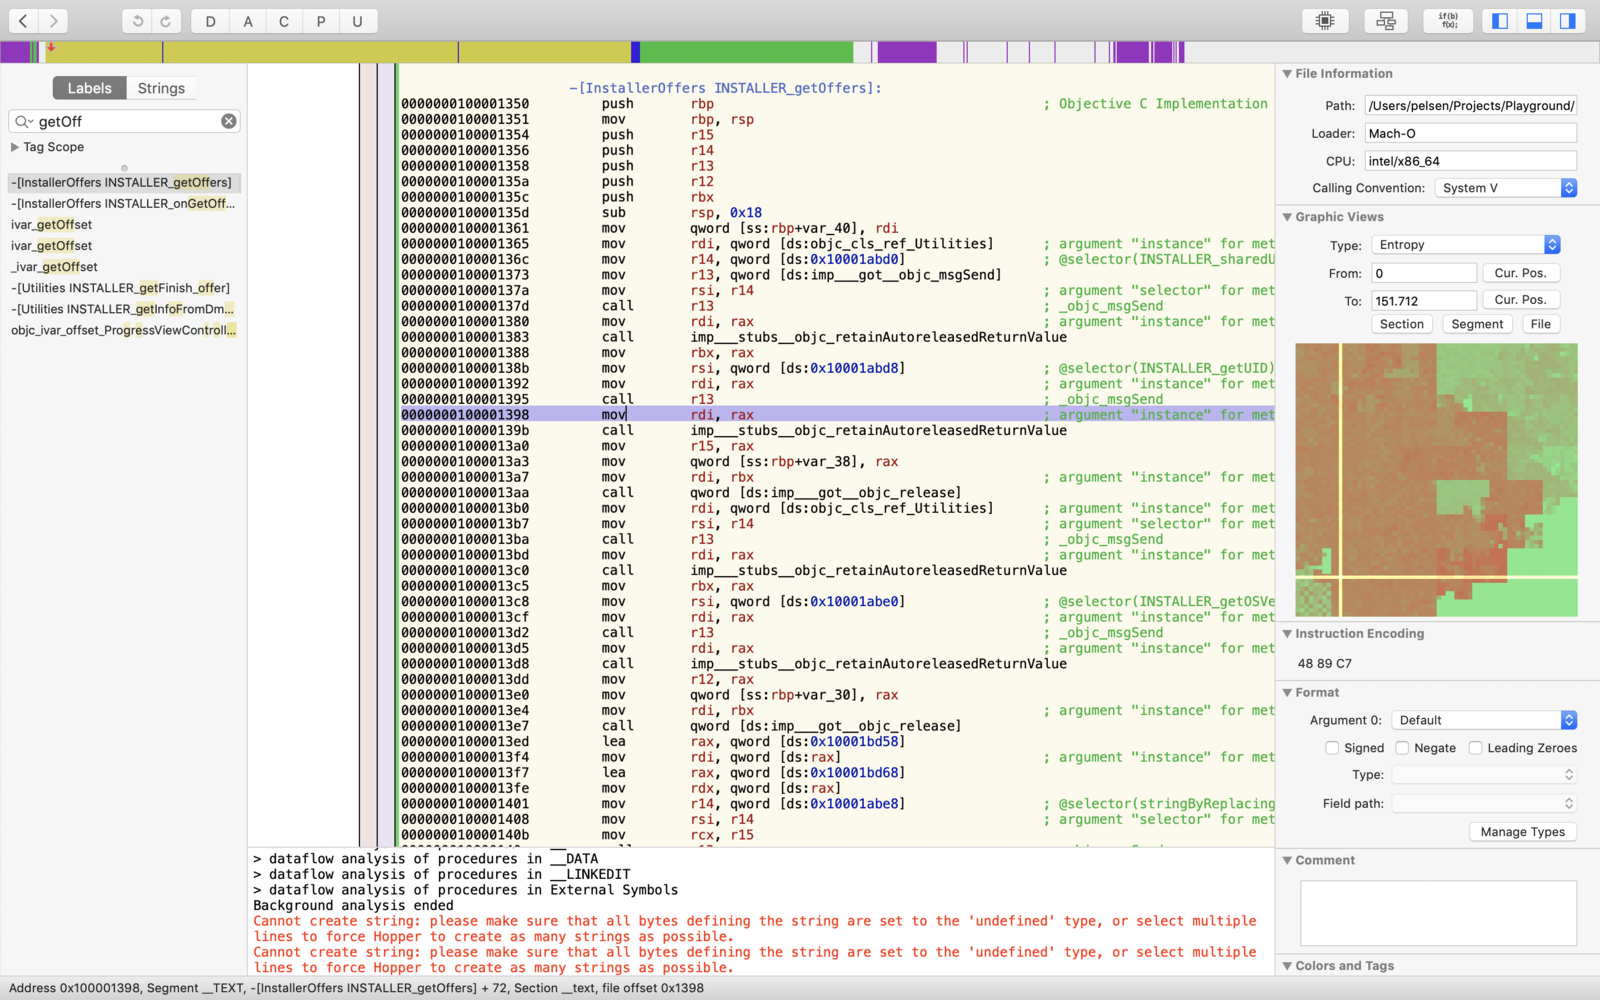 D A C P U
if(b)
f(x);
Labels Strings
getOff
Tag Scope
-[InstallerOffers INSTALLER_getOffers]
-[InstallerOffers INSTALLER_onGetOff...
ivar_getOffset
ivar_getOffset
_ivar_getOffset
-[Utilities INSTALLER_getFinish_offer]
-[Utilities INSTALLER_getInfoFromDm...
objc_ivar_offset_ProgressViewControll...
-[InstallerOffers INSTALLER_getOffers]:
0000000100001350 push rbp ; Objective C Implementation
0000000100001351 mov rbp, rsp
0000000100001354 push r15
0000000100001356 push r14
0000000100001358 push r13
000000010000135a push r12
000000010000135c push rbx
000000010000135d sub rsp, 0x18
0000000100001361 mov qword [ss:rbp+var_40], rdi
0000000100001365 mov rdi, qword [ds:objc_cls_ref_Utilities] ; argument "instance" for met
000000010000136c mov r14, qword [ds:0x10001abd0] ; @selector(INSTALLER_sharedU
0000000100001373 mov r13, qword [ds:imp___got__objc_msgSend]
000000010000137a mov rsi, r14 ; argument "selector" for met
000000010000137d call r13 ; _objc_msgSend
0000000100001380 mov rdi, rax ; argument "instance" for met
0000000100001383 call imp___stubs__objc_retainAutoreleasedReturnValue
0000000100001388 mov rbx, rax
000000010000138b mov rsi, qword [ds:0x10001abd8] ; @selector(INSTALLER_getUID)
0000000100001392 mov rdi, rax ; argument "instance" for met
0000000100001395 call r13 ; _objc_msgSend
0000000100001398 mov rdi, rax ; argument "instance" for met
000000010000139b call imp___stubs__objc_retainAutoreleasedReturnValue
00000001000013a0 mov r15, rax
00000001000013a3 mov qword [ss:rbp+var_38], rax
00000001000013a7 mov rdi, rbx ; argument "instance" for met
00000001000013aa call qword [ds:imp___got__objc_release]
00000001000013b0 mov rdi, qword [ds:objc_cls_ref_Utilities] ; argument "instance" for met
00000001000013b7 mov rsi, r14 ; argument "selector" for met
00000001000013ba call r13 ; _objc_msgSend
00000001000013bd mov rdi, rax ; argument "instance" for met
00000001000013c0 call imp___stubs__objc_retainAutoreleasedReturnValue
00000001000013c5 mov rbx, rax
00000001000013c8 mov rsi, qword [ds:0x10001abe0] ; @selector(INSTALLER_getOSVe
00000001000013cf mov rdi, rax ; argument "instance" for met
00000001000013d2 call r13 ; _objc_msgSend
00000001000013d5 mov rdi, rax ; argument "instance" for met
00000001000013d8 call imp___stubs__objc_retainAutoreleasedReturnValue
00000001000013dd mov r12, rax
00000001000013e0 mov qword [ss:rbp+var_30], rax
00000001000013e4 mov rdi, rbx ; argument "instance" for met
00000001000013e7 call qword [ds:imp___got__objc_release]
00000001000013ed lea rax, qword [ds:0x10001bd58]
00000001000013f4 mov rdi, qword [ds:rax] ; argument "instance" for met
00000001000013f7 lea rax, qword [ds:0x10001bd68]
00000001000013fe mov rdx, qword [ds:rax]
0000000100001401 mov r14, qword [ds:0x10001abe8] ; @selector(stringByReplacing
0000000100001408 mov rsi, r14 ; argument "selector" for met
000000010000140b mov rcx, r15
> dataflow analysis of procedures in __DATA
> dataflow analysis of procedures in __LINKEDIT
> dataflow analysis of procedures in External Symbols
Background analysis ended
Cannot create string: please make sure that all bytes defining the string are set to the 'undefined' type, or select multiple
lines to force Hopper to create as many strings as possible.
Cannot create string: please make sure that all bytes defining the string are set to the 'undefined' type, or select multiple
lines to force Hopper to create as many strings as possible.
File Information
Path: /Users/pelsen/Projects/Playground/
Loader: Mach-O
CPU: intel/x86_64
Calling Convention: System V
Graphic Views
Type: Entropy
From: 0 Cur. Pos.
To: 151.712 Cur. Pos.
Section Segment File
Instruction Encoding
48 89 C7
Format
Argument 0: Default
Signed Negate Leading Zeroes
Type:
Field path:
Manage Types
Comment
Colors and Tags
Address 0x100001398, Segment __TEXT, -[InstallerOffers INSTALLER_getOffers] + 72, Section __text, file offset 0x1398